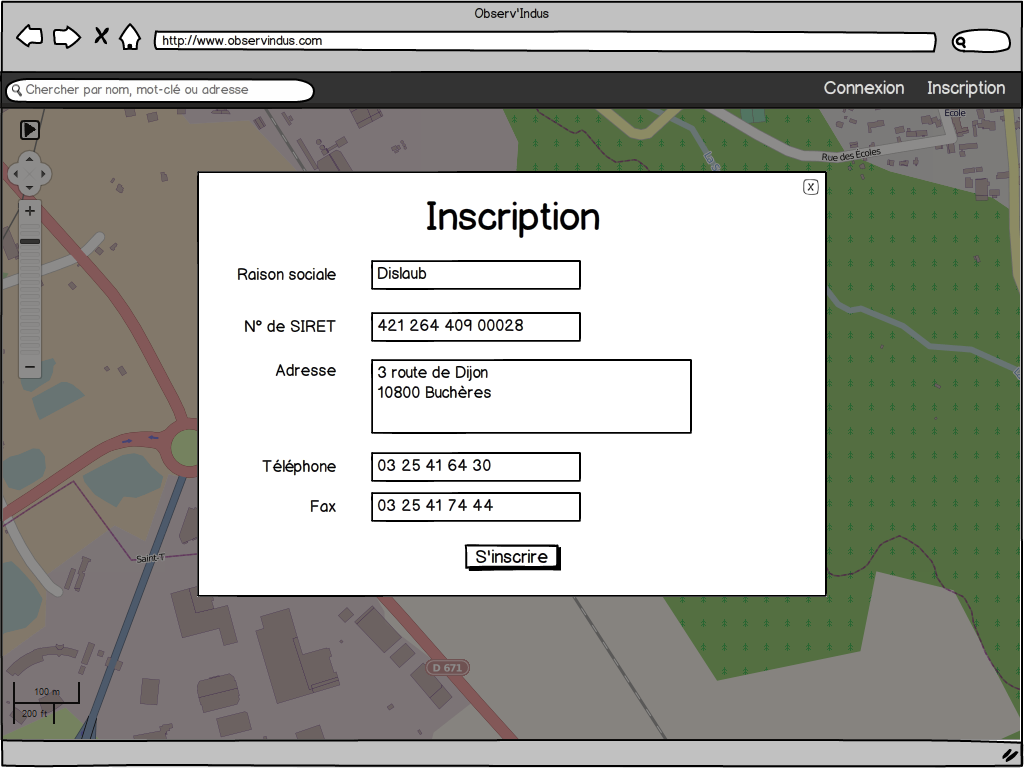 Observ'Indus
http://www.observindus.com
Chercher par nom, mot-clé ou adresse
Connexion
Inscription
Ecole
Rue des Écoles
X
Inscription
Raison sociale
Dislaub
N° de SIRET
421 264 409 00028
Adresse
3 route de Dijon
10800 Buchères
Téléphone
03 25 41 64 30
Fax
03 25 41 74 44
S'inscrire
Saint-T
D 671
100 m
200 ft